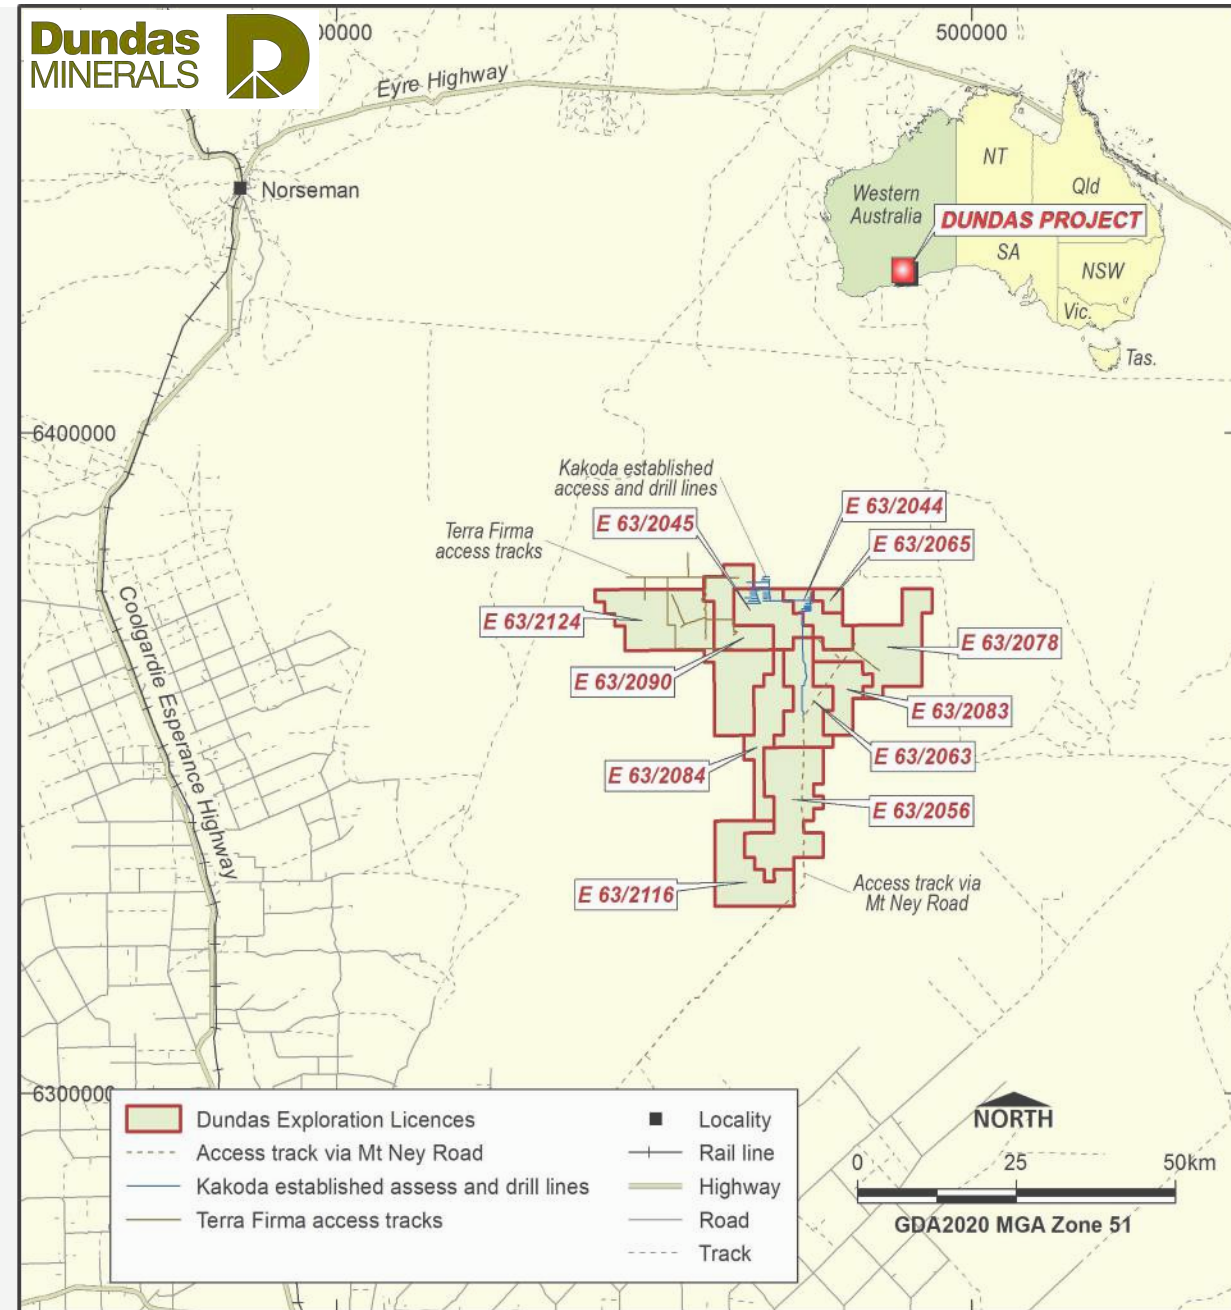 Dundas
MINERALS
00000
500000
Eyre Highway
Norseman
NT
Qld
Western
Australia
DUNDAS PROJECT
SA
NSW
Vic.
Tas.
6400000
Kakoda established
access and drill lines
E 63/2044
E 63/2045
Terra Firma
access tracks
E 63/2065
E 63/2124
E 63/2078
E 63/2090
E 63/2083
E 63/2063
E 63/2084
E 63/2056
Coolgardie Esperance Highway
Access track via
Mt Ney Road
E 63/2116
6300000
Dundas Exploration Licences
Access track via Mt Ney Road
Kakoda established assess and drill lines
Terra Firma access tracks
Locality
Rail line
Highway
Road
Track
NORTH
0 25 50km
GDA2020 MGA Zone 51